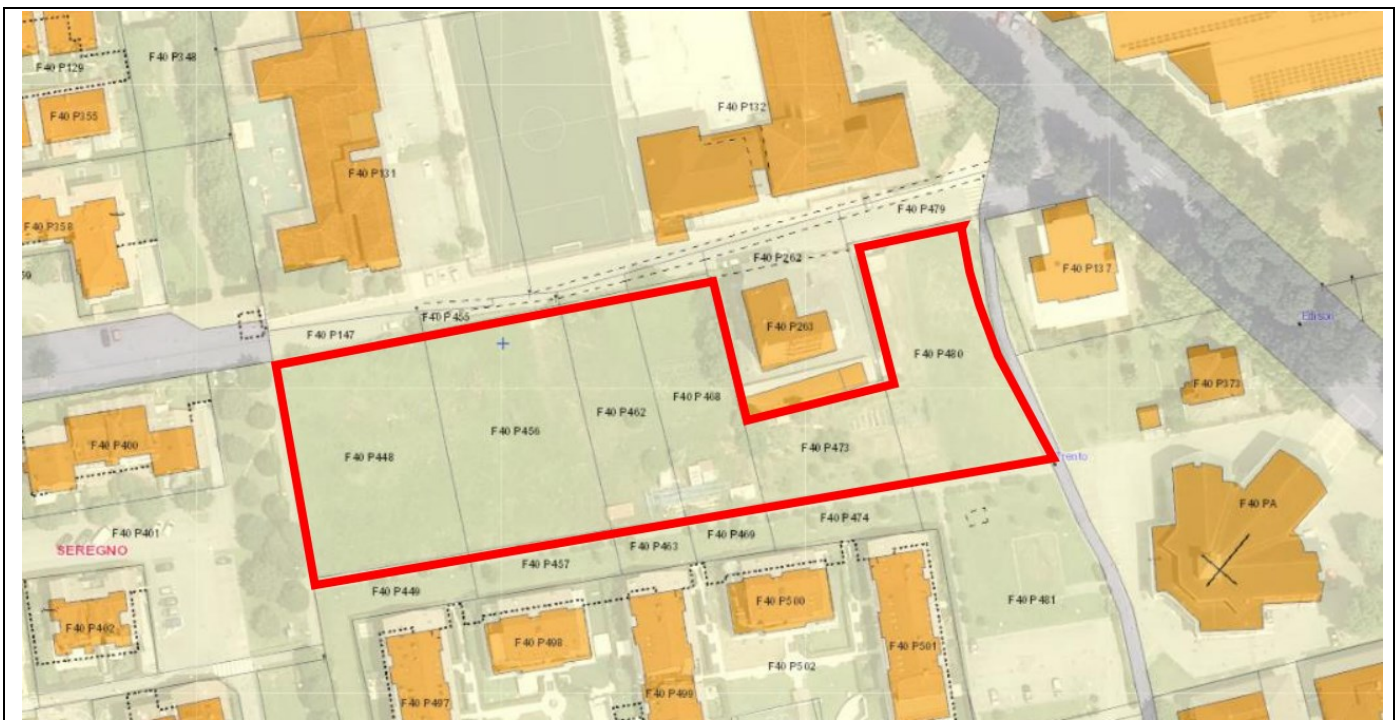 F40 P348
F40 P129
F40 P132
F40 P355
F40 P131
F40 P479
F40 P358
F40 P262
F40 P137
F40 P455
Edison
F40 P147
F40 P263
F40 P480
F40 P373
F40 P468
F40 P462
F40 P456
F40 P400
F40 P473
F40 P448
Trento
F40 PA
F40 P474
F40 P401
F40 P469
SEREGNO
F40 P463
F40 P457
F40 P449
F40 P500
F40 P481
F40 P402
F40 P498
F40 P501
F40 P502
F40 P499
F40 P497